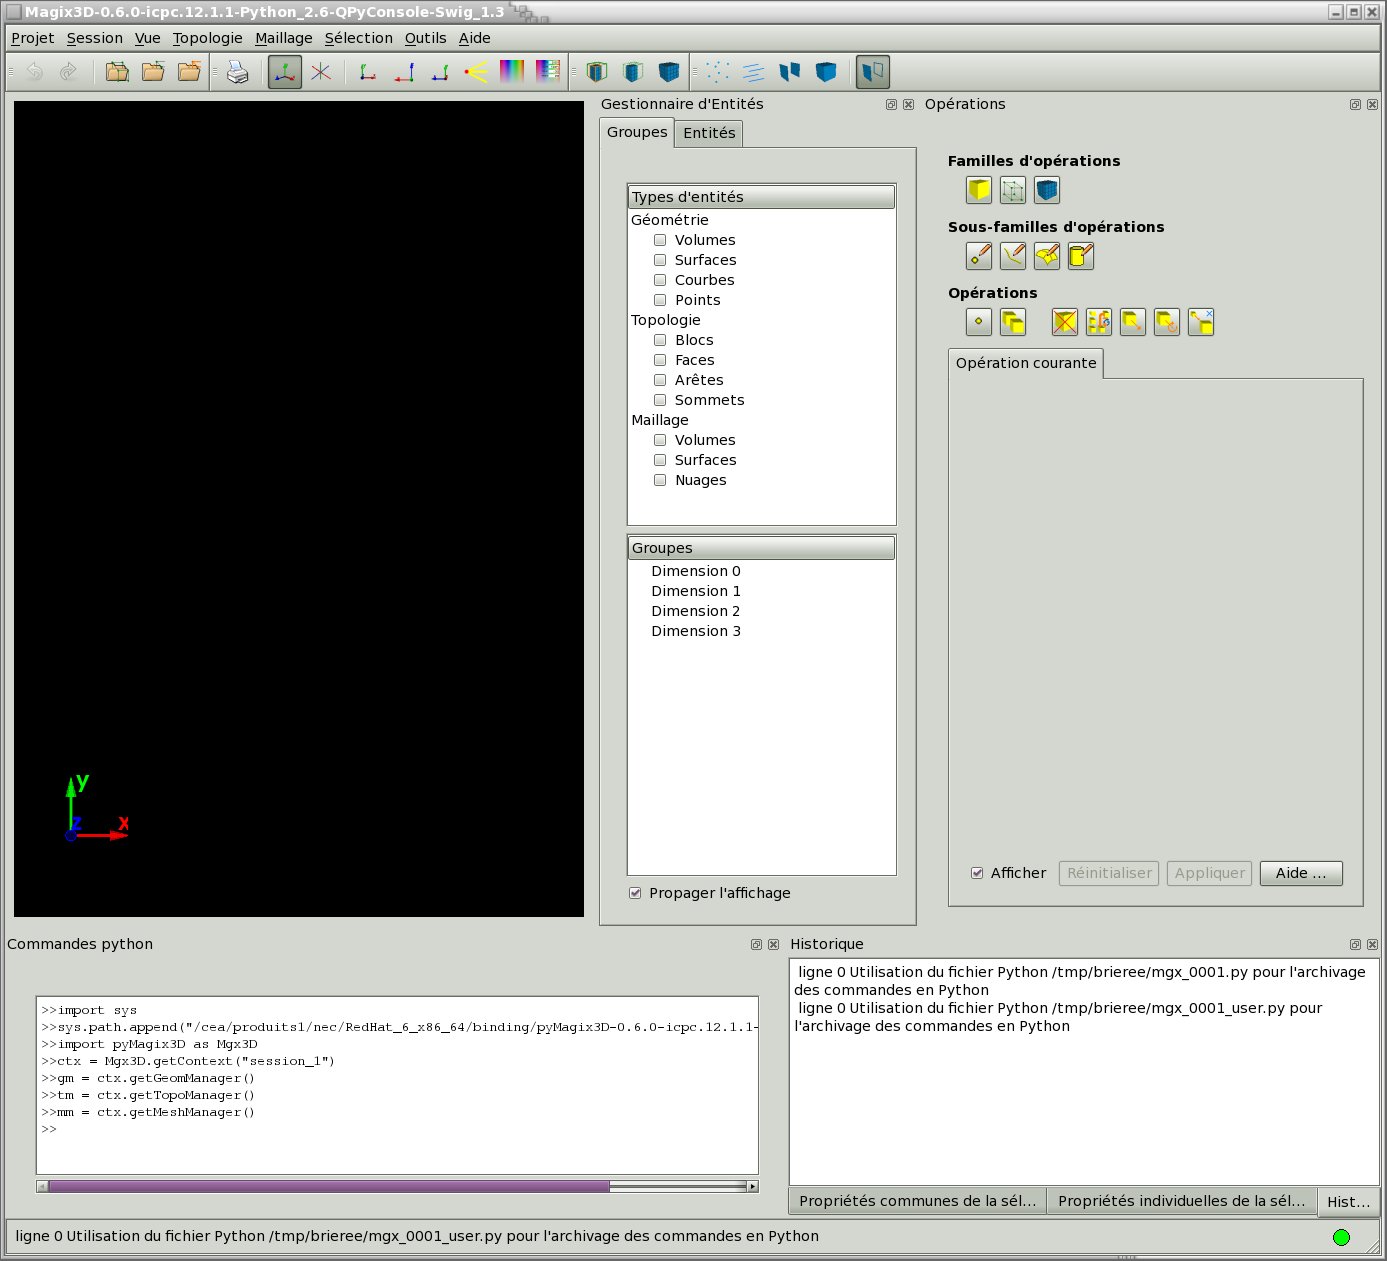 Magix3D-0.6.0-icpc.12.1.1-Python_2.6-QPyConsole-Swig_1.3
Projet Session Vue Topologie Maillage Sélection Outils Aide
Gestionnaire d'Entités
Groupes Entités
Types d'entités
Géométrie
Volumes
Surfaces
Courbes
Points
Topologie
Blocs
Faces
Arêtes
Sommets
Maillage
Volumes
Surfaces
Nuages
Groupes
Dimension 0
Dimension 1
Dimension 2
Dimension 3
Propager l'affichage
Opérations
Familles d'opérations
Sous-familles d'opérations
Opérations
Opération courante
Afficher Réinitialiser Appliquer Aide ...
y
z x
Commandes python
>>import sys
>>sys.path.append("/cea/produits1/nec/RedHat_6_x86_64/binding/pyMagix3D-0.6.0-icpc.12.1.1-
>>import pyMagix3D as Mgx3D
>>ctx = Mgx3D.getContext("session_1")
>>gm = ctx.getGeomManager()
>>tm = ctx.getTopoManager()
>>mm = ctx.getMeshManager()
>>
Historique
ligne 0 Utilisation du fichier Python /tmp/brieree/mgx_0001.py pour l'archivage
des commandes en Python
ligne 0 Utilisation du fichier Python /tmp/brieree/mgx_0001_user.py pour
l'archivage des commandes en Python
Propriétés communes de la sél... Propriétés individuelles de la sél... Hist...
ligne 0 Utilisation du fichier Python /tmp/brieree/mgx_0001_user.py pour l'archivage des commandes en Python